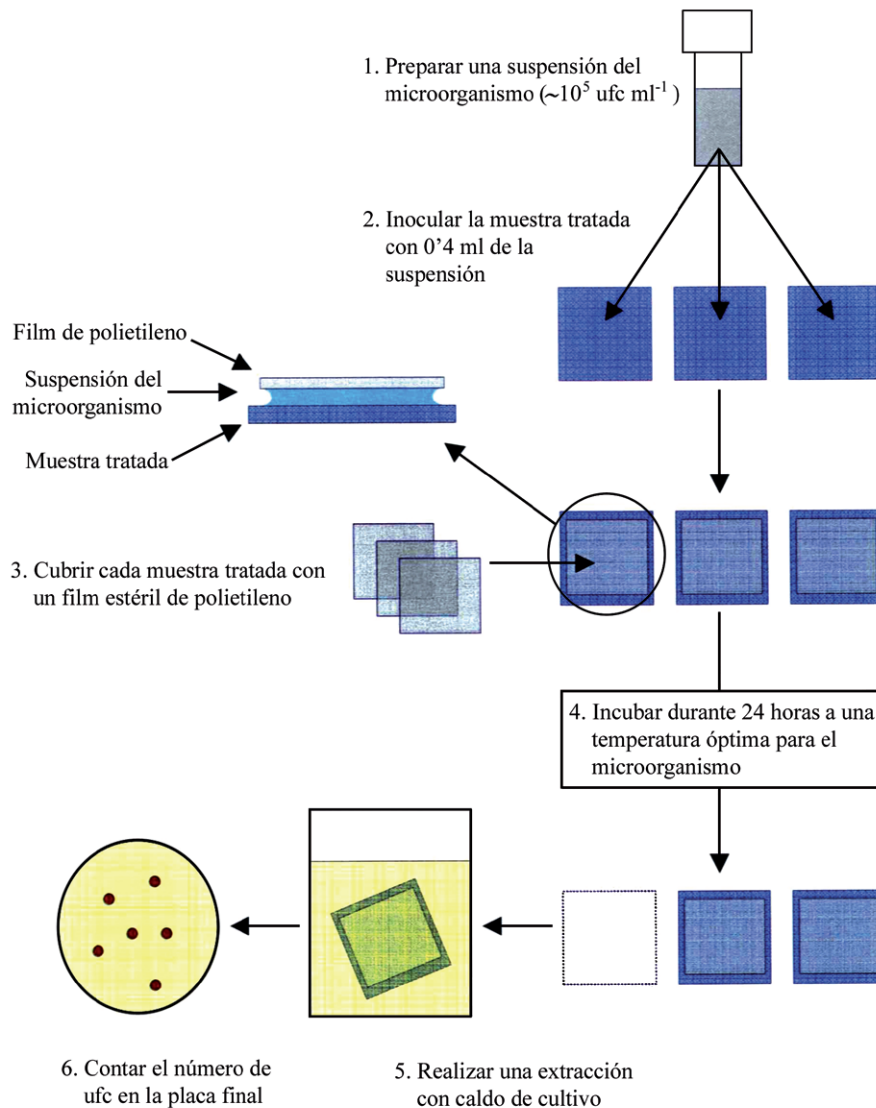 1. Preparar una suspensión del
microorganismo (~10⁵ ufc ml⁻¹)
2. Inocular la muestra tratada
con 0'4 ml de la
suspensión
Film de polietileno
Suspensión del
microorganismo
Muestra tratada
3. Cubrir cada muestra tratada con
un film estéril de polietileno
4. Incubar durante 24 horas a una
temperatura óptima para el
microorganismo
6. Contar el número de
ufc en la placa final
5. Realizar una extracción
con caldo de cultivo